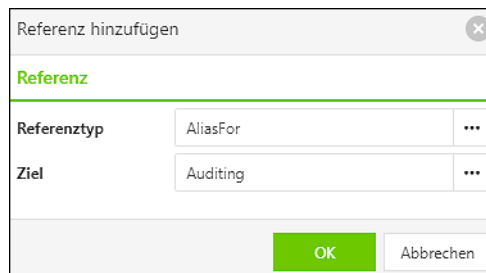 Referenz hinzufügen
Referenz
Referenztyp AliasFor ...
Ziel Auditing ...
OK Abbrechen